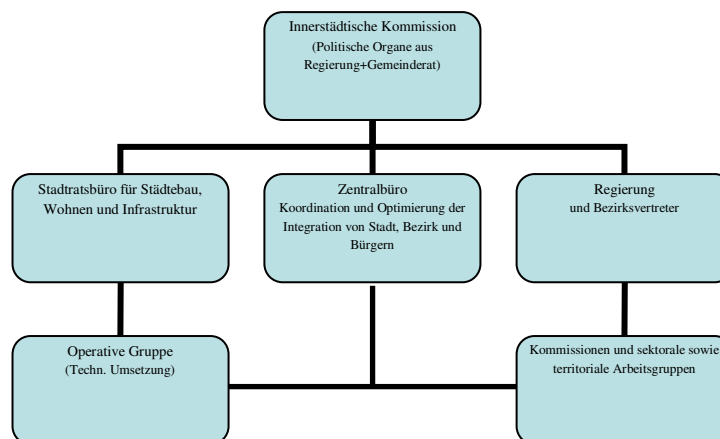 Innerstädtische Kommission
(Politische Organe aus
Regierung+Gemeinderat)
Stadtratsbüro für Städtebau,
Wohnen und Infrastruktur
Zentralbüro
Koordination und Optimierung der
Integration von Stadt, Bezirk und
Bürgern
Regierung
und Bezirksvertreter
Operative Gruppe
(Techn. Umsetzung)
Kommissionen und sektorale sowie
territoriale Arbeitsgruppen